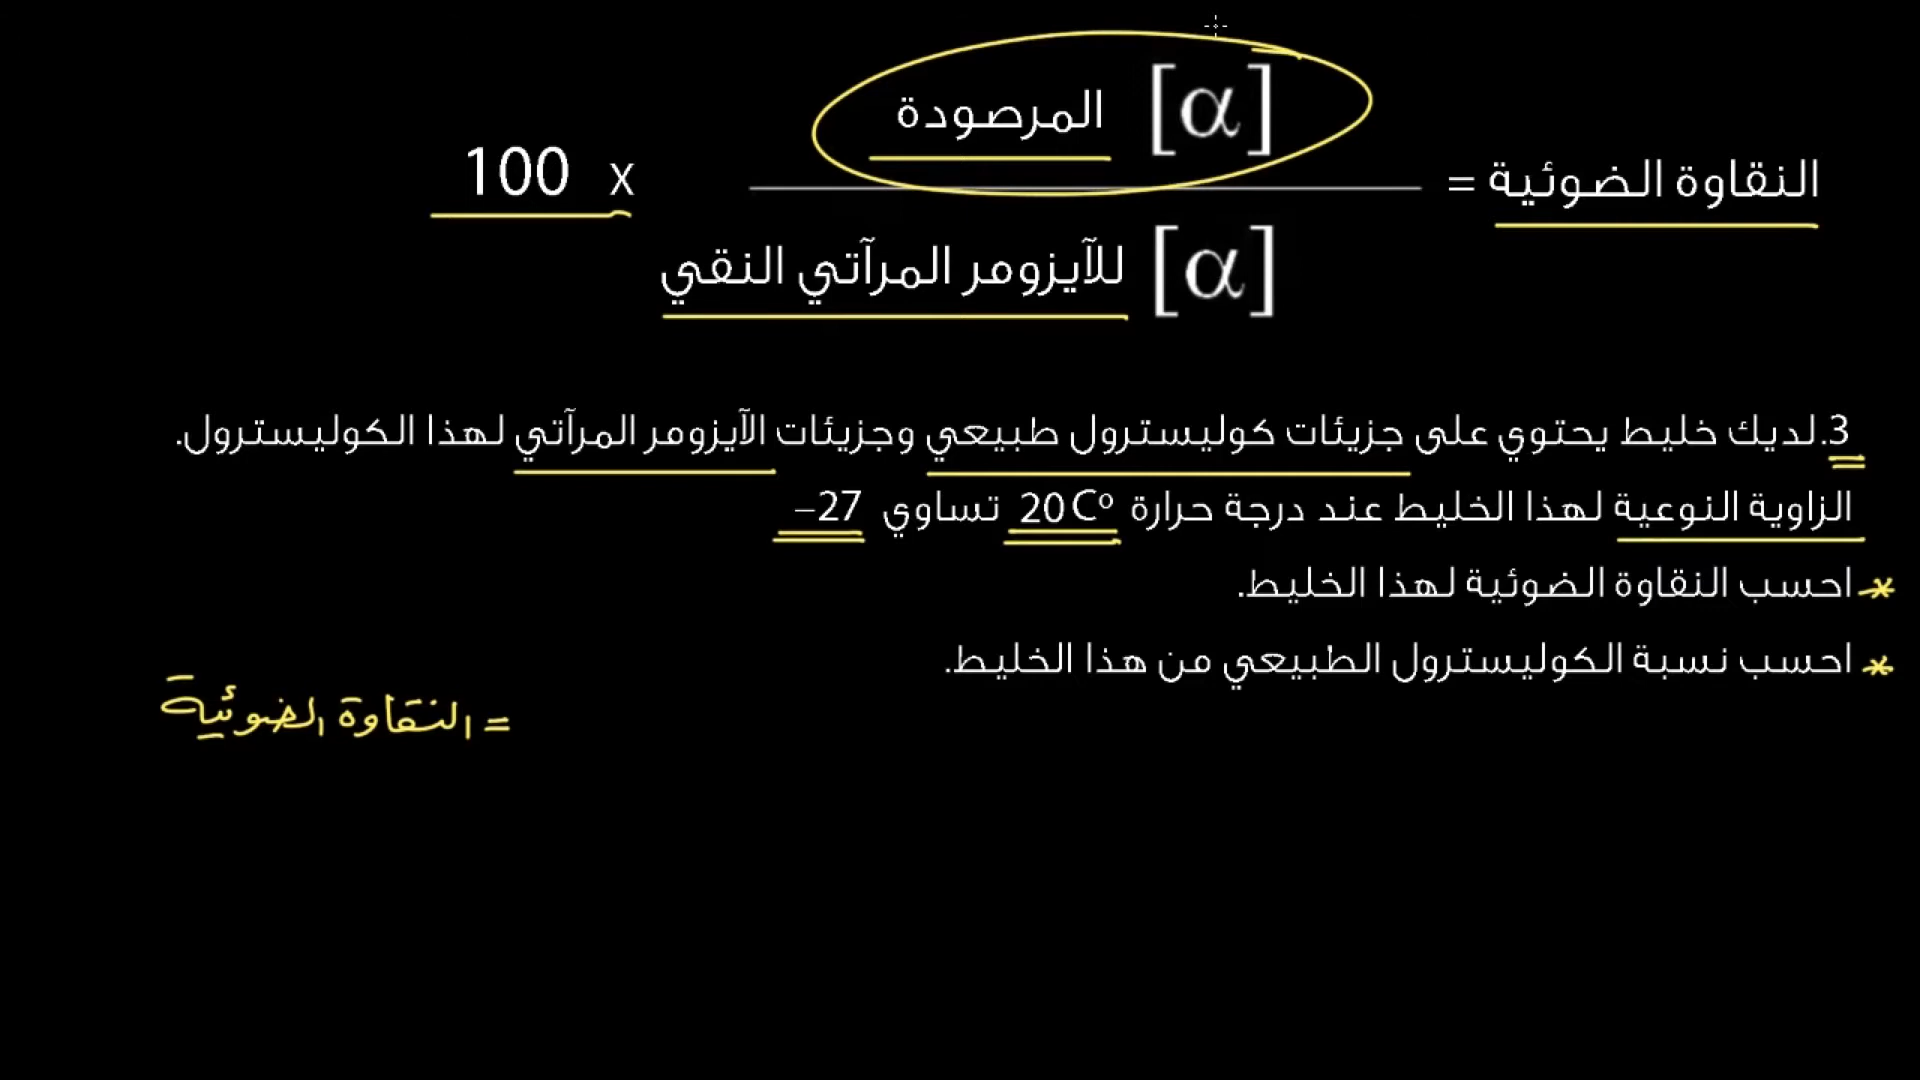 النقاوة الضوئية = [α] المرصودة x 100
[α] للآيزومر المرآتي النقي
3.لديك خليط يحتوي على جزيئات كوليسترول طبيعي وجزيئات الآيزومر المرآتي لهذا الكوليسترول.
الزاوية النوعية لهذا الخليط عند درجة حرارة 20 Cº تساوي 27–
* احسب النقاوة الضوئية لهذا الخليط.
* احسب نسبة الكوليسترول الطبيعي من هذا الخليط.
النقاوة الضوئية =